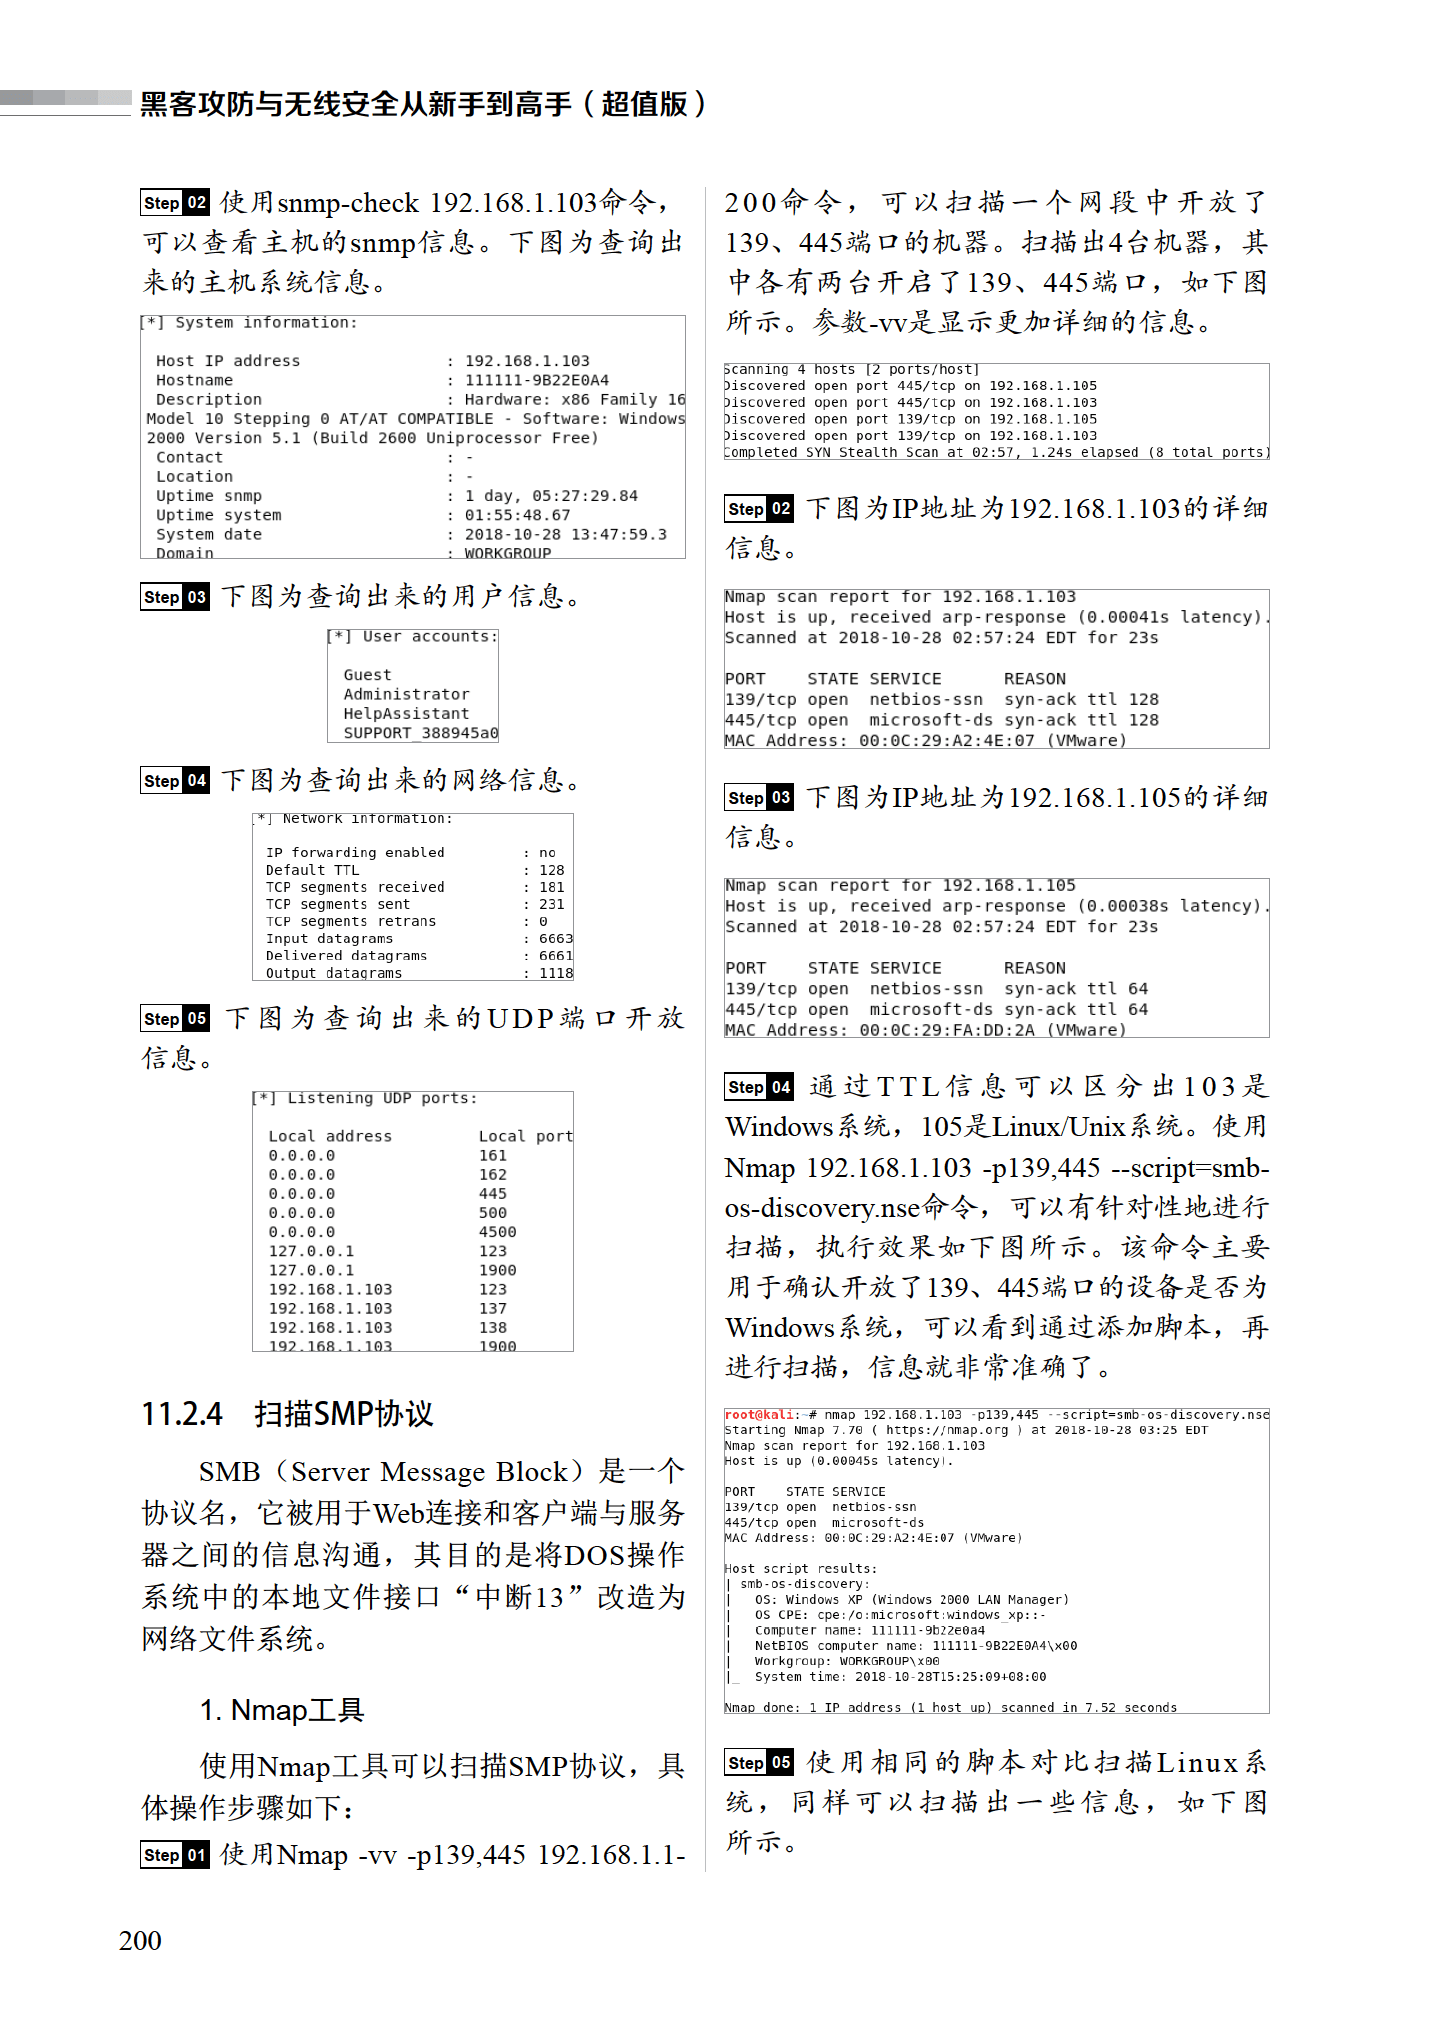 黑客攻防与无线安全从新手到高手（超值版）
Step 02 使用snmp-check 192.168.1.103命令，
可以查看主机的snmp信息。下图为查询出
来的主机系统信息。
[*] System information:
Host IP address : 192.168.1.103
Hostname : 111111-9B22E0A4
Description : Hardware: x86 Family 16
Model 10 Stepping 0 AT/AT COMPATIBLE - Software: Windows
2000 Version 5.1 (Build 2600 Uniprocessor Free)
Contact : -
Location : -
Uptime snmp : 1 day, 05:27:29.84
Uptime system : 01:55:48.67
System date : 2018-10-28 13:47:59.3
Domain : WORKGROUP
Step 03 下图为查询出来的用户信息。
[*] User accounts:
Guest
Administrator
HelpAssistant
SUPPORT_388945a0
Step 04 下图为查询出来的网络信息。
[*] Network information:
IP forwarding enabled : no
Default TTL : 128
TCP segments received : 181
TCP segments sent : 231
TCP segments retrans : 0
Input datagrams : 6663
Delivered datagrams : 6661
Output datagrams : 1118
Step 05 下图为查询出来的UDP端口开放
信息。
[*] Listening UDP ports:
Local address Local port
0.0.0.0 161
0.0.0.0 162
0.0.0.0 445
0.0.0.0 500
0.0.0.0 4500
127.0.0.1 123
127.0.0.1 1900
192.168.1.103 123
192.168.1.103 137
192.168.1.103 138
192.168.1.103 1900
11.2.4 扫描SMP协议
SMB（Server Message Block）是一个
协议名，它被用于Web连接和客户端与服务
器之间的信息沟通，其目的是将DOS操作
系统中的本地文件接口“中断13”改造为
网络文件系统。
1. Nmap工具
使用Nmap工具可以扫描SMP协议，具
体操作步骤如下：
Step 01 使用Nmap -vv -p139,445 192.168.1.1-
200命令，可以扫描一个网段中开放了
139、445端口的机器。扫描出4台机器，其
中各有两台开启了139、445端口，如下图
所示。参数-vv是显示更加详细的信息。
Scanning 4 hosts [2 ports/host]
Discovered open port 445/tcp on 192.168.1.105
Discovered open port 445/tcp on 192.168.1.103
Discovered open port 139/tcp on 192.168.1.105
Discovered open port 139/tcp on 192.168.1.103
Completed SYN Stealth Scan at 02:57, 1.24s elapsed (8 total ports)
Step 02 下图为IP地址为192.168.1.103的详细
信息。
Nmap scan report for 192.168.1.103
Host is up, received arp-response (0.00041s latency).
Scanned at 2018-10-28 02:57:24 EDT for 23s
PORT STATE SERVICE REASON
139/tcp open netbios-ssn syn-ack ttl 128
445/tcp open microsoft-ds syn-ack ttl 128
MAC Address: 00:0C:29:A2:4E:07 (VMware)
Step 03 下图为IP地址为192.168.1.105的详细
信息。
Nmap scan report for 192.168.1.105
Host is up, received arp-response (0.00038s latency).
Scanned at 2018-10-28 02:57:24 EDT for 23s
PORT STATE SERVICE REASON
139/tcp open netbios-ssn syn-ack ttl 64
445/tcp open microsoft-ds syn-ack ttl 64
MAC Address: 00:0C:29:FA:DD:2A (VMware)
Step 04 通过TTL信息可以区分出103是
Windows系统，105是Linux/Unix系统。使用
Nmap 192.168.1.103 -p139,445 --script=smb-
os-discovery.nse命令，可以有针对性地进行
扫描，执行效果如下图所示。该命令主要
用于确认开放了139、445端口的设备是否为
Windows系统，可以看到通过添加脚本，再
进行扫描，信息就非常准确了。
root@kali:~# nmap 192.168.1.103 -p139,445 --script=smb-os-discovery.nse
Starting Nmap 7.70 ( https://nmap.org ) at 2018-10-28 03:25 EDT
Nmap scan report for 192.168.1.103
Host is up (0.00045s latency).
PORT STATE SERVICE
139/tcp open netbios-ssn
445/tcp open microsoft-ds
MAC Address: 00:0C:29:A2:4E:07 (VMware)
Host script results:
| smb-os-discovery:
| OS: Windows XP (Windows 2000 LAN Manager)
| OS CPE: cpe:/o:microsoft:windows_xp::-
| Computer name: 111111-9b22e0a4
| NetBIOS computer name: 111111-9B22E0A4\x00
| Workgroup: WORKGROUP\x00
|_ System time: 2018-10-28T15:25:09+08:00
Nmap done: 1 IP address (1 host up) scanned in 7.52 seconds
Step 05 使用相同的脚本对比扫描Linux系
统，同样可以扫描出一些信息，如下图
所示。
200